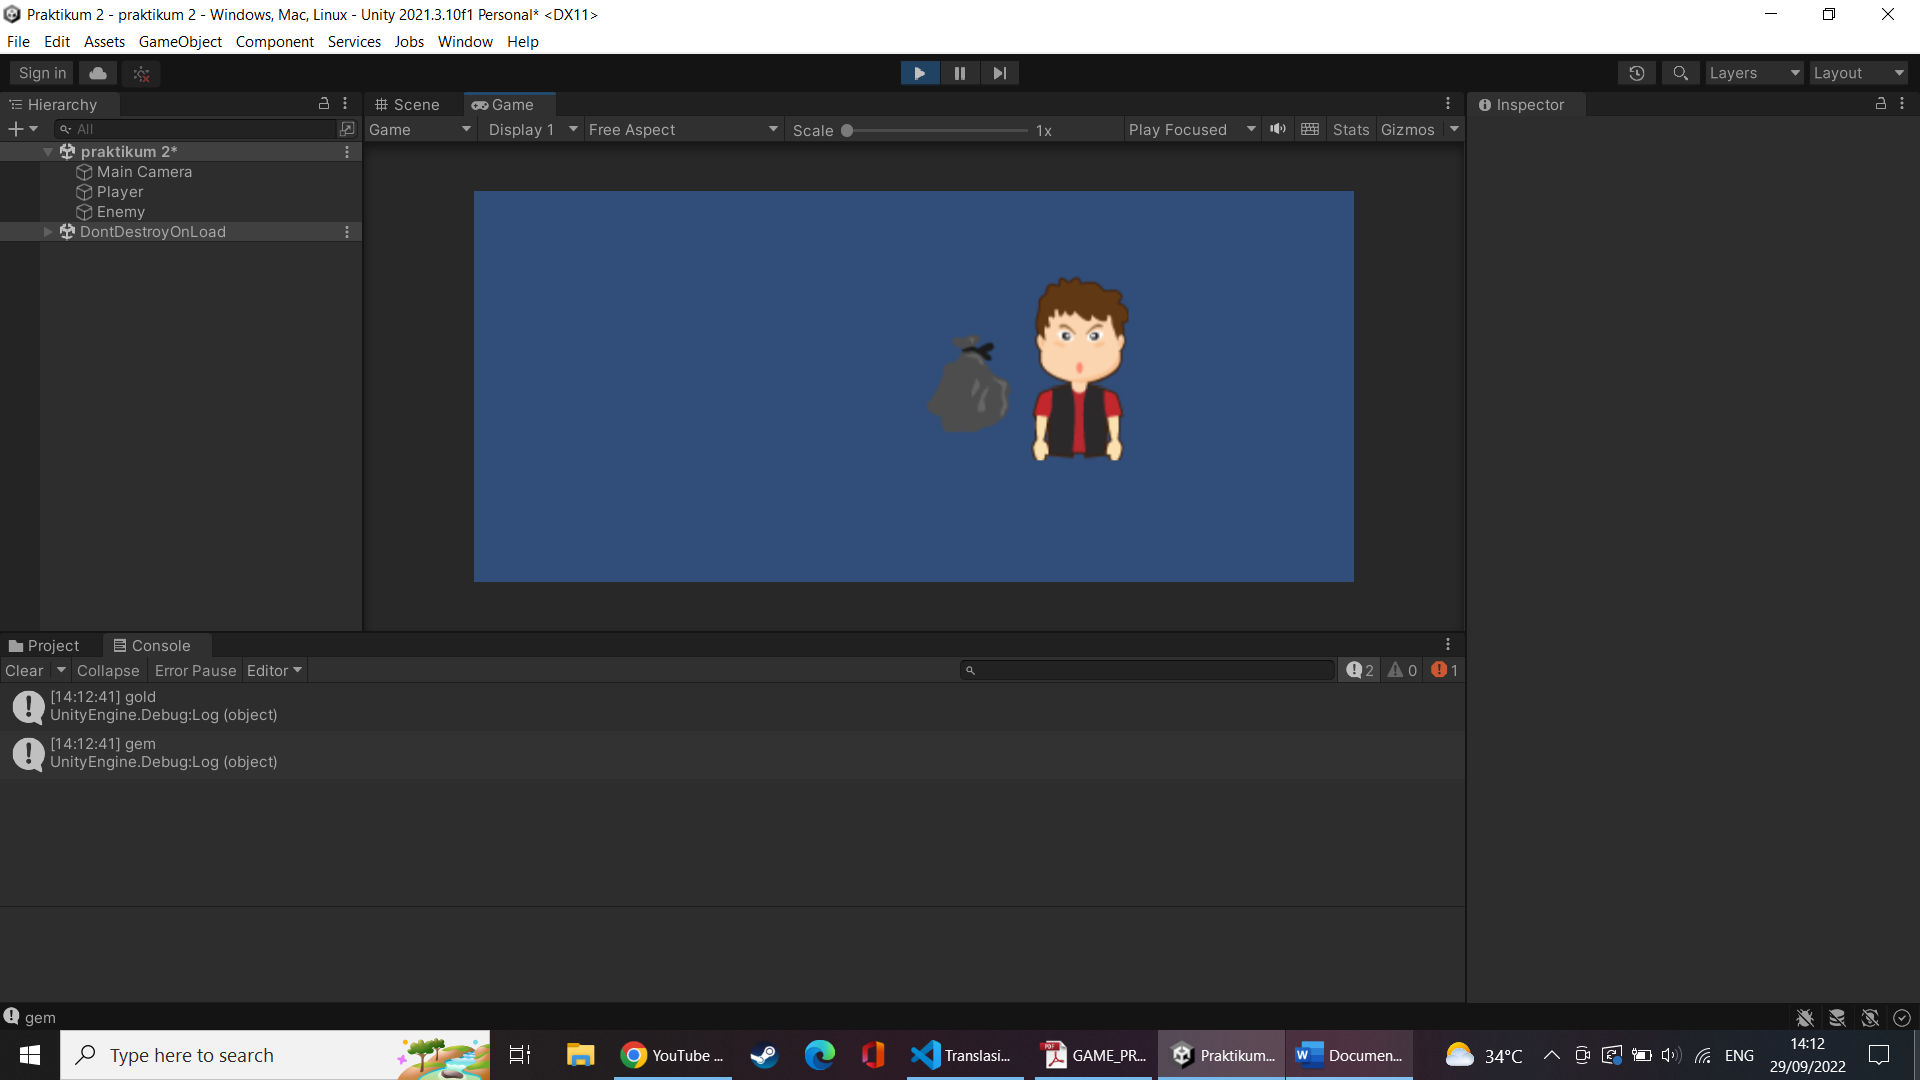 Praktikum 2 - praktikum 2 - Windows, Mac, Linux - Unity 2021.3.10f1 Personal* <DX11>
File Edit Assets GameObject Component Services Jobs Window Help
Sign in
Layers Layout
Hierarchy
Scene Game
Inspector
All
Game Display 1 Free Aspect Scale 1x Play Focused Stats Gizmos
praktikum 2*
Main Camera
Player
Enemy
DontDestroyOnLoad
Project Console
Clear Collapse Error Pause Editor 2 0 1
[14:12:41] gold
UnityEngine.Debug:Log (object)
[14:12:41] gem
UnityEngine.Debug:Log (object)
gem
Type here to search
YouTube ...
Translasi...
GAME_PR...
Praktikum...
Documen...
34°C
ENG
14:12
29/09/2022